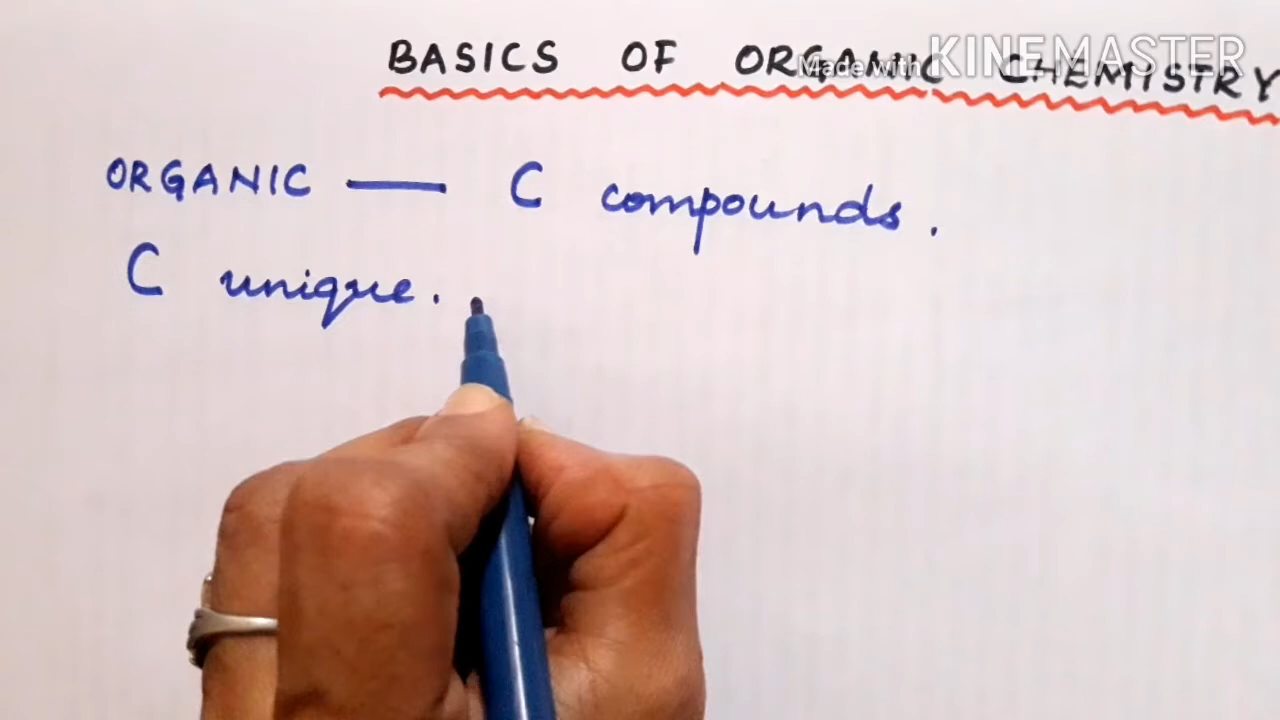 BASICS OF ORGANIC CHEMISTRY
Made with KINEMASTER
ORGANIC — C compounds.
C unique.